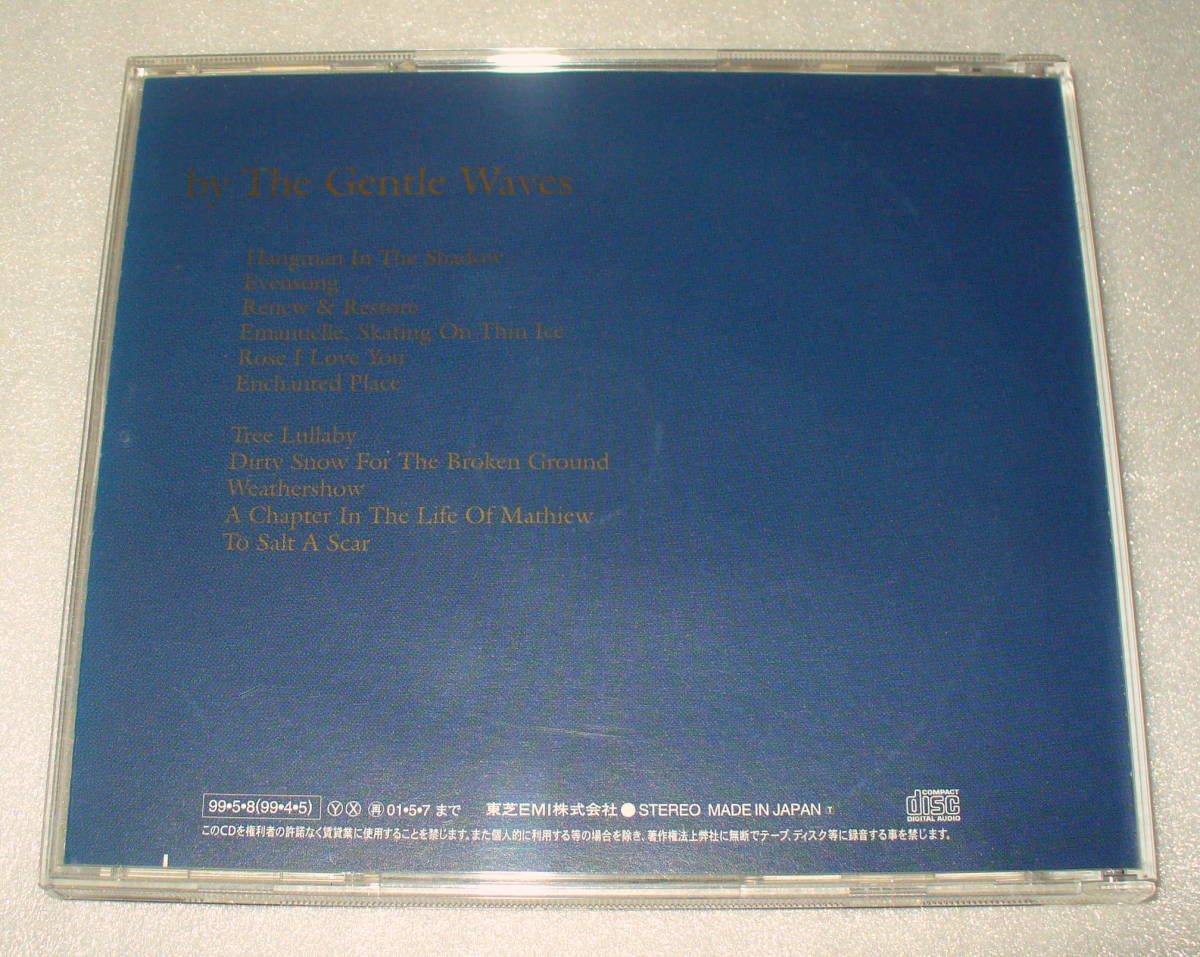 by The Gentle Waves
Hangman In The Shadow
Evensong
Renew & Restore
Emanuelle, Skating On Thin Ice
Rose I Love You
Enchanted Place
Tree Lullaby
Dirty Snow For The Broken Ground
Weathershow
A Chapter In The Life Of Mathiew
To Salt A Scar
99•5•8(99•4•5) Ⓨ Ⓧ ㊢ 01•5•7 まで 東芝EMI株式会社 ● STEREO MADE IN JAPAN T
COMPACT
disc
DIGITAL AUDIO
このCDを権利者の許諾なく賃貸業に使用することを禁じます。また個人的に利用する等の場合を除き、著作権法上弊社に無断でテープ、ディスク等に録音する事を禁じます。